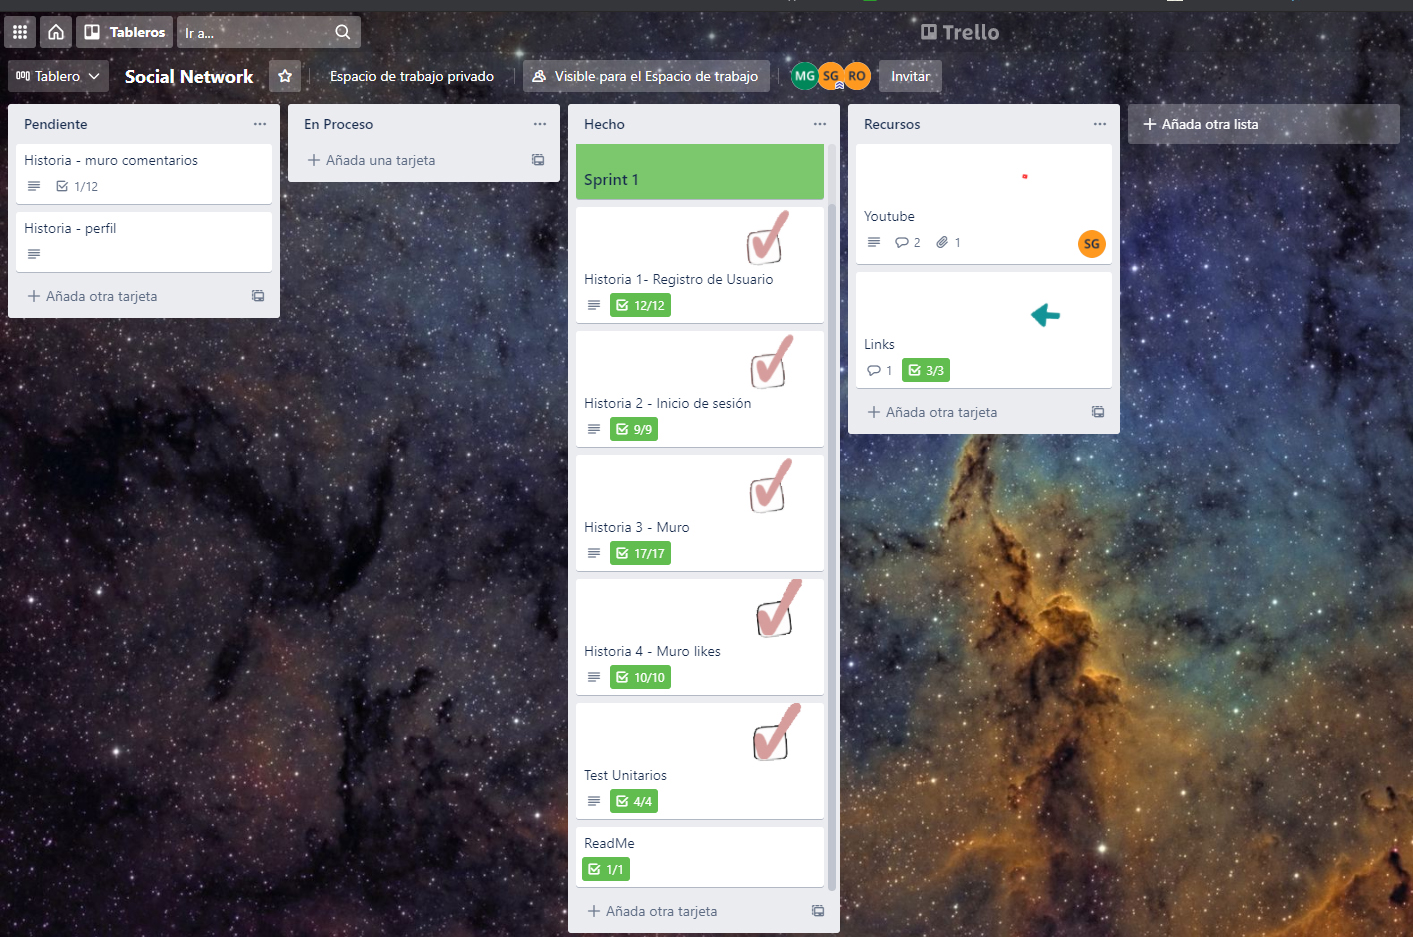 Tableros
Ir a...
Trello
Tablero
Social Network
Espacio de trabajo privado
Visible para el Espacio de trabajo
MG
SG
RO
Invitar
Pendiente
Historia - muro comentarios
1/12
Historia - perfil
Añada otra tarjeta
En Proceso
Añada una tarjeta
Hecho
Sprint 1
Historia 1- Registro de Usuario
12/12
Historia 2 - Inicio de sesión
9/9
Historia 3 - Muro
17/17
Historia 4 - Muro likes
10/10
Test Unitarios
4/4
ReadMe
1/1
Añada otra tarjeta
Recursos
Youtube
2
1
SG
Links
1
3/3
Añada otra tarjeta
Añada otra lista